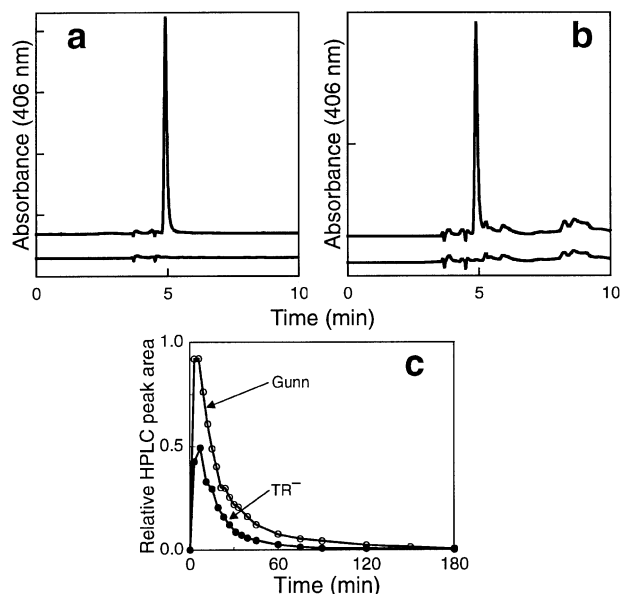 a
b
Absorbance (406 nm)
Absorbance (406 nm)
0 5 10
0 5 10
Time (min)
c
Relative HPLC peak area
1.0
0.5
0.0
Gunn
TR⁻
0 60 120 180
Time (min)